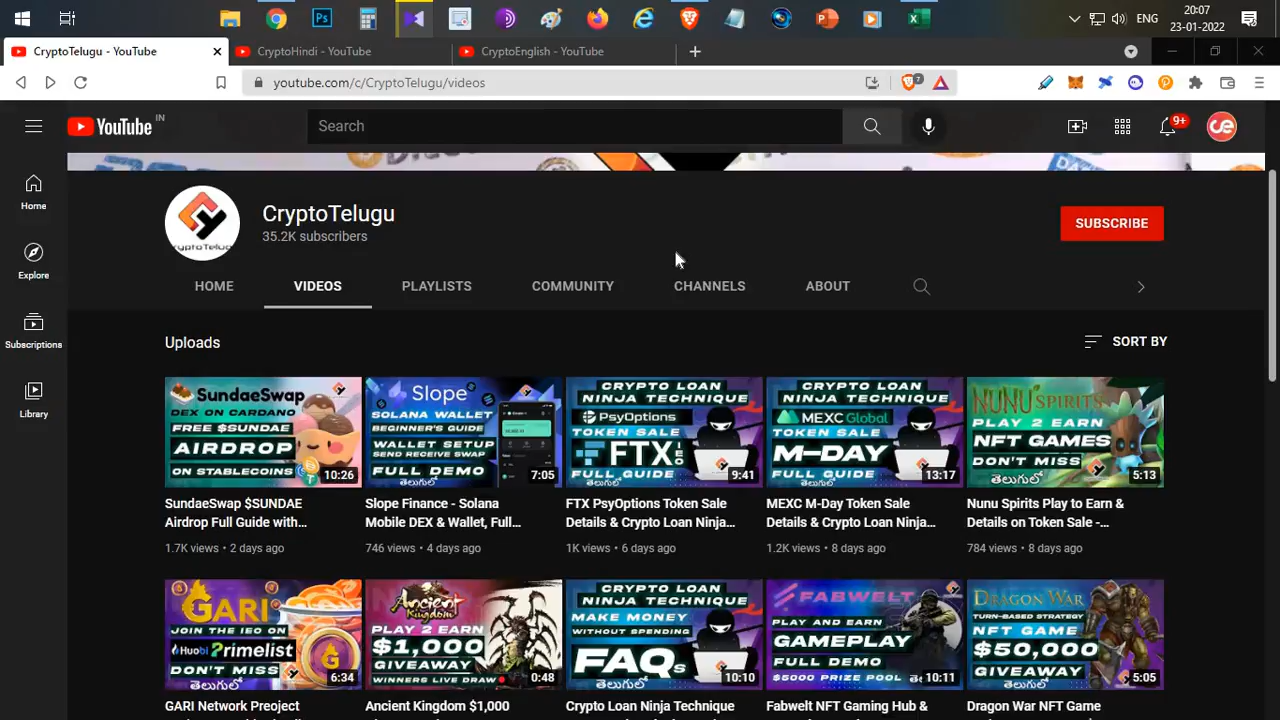 20:07
ENG
23-01-2022
CryptoTelugu - YouTube
CryptoHindi - YouTube
CryptoEnglish - YouTube
youtube.com/c/CryptoTelugu/videos
7
YouTube IN
Search
9+
Home
Explore
Subscriptions
Library
CryptoTelugu
35.2K subscribers
SUBSCRIBE
HOME
VIDEOS
PLAYLISTS
COMMUNITY
CHANNELS
ABOUT
Uploads
SORT BY
SundaeSwap
DEX ON CARDANO
FREE $SUNDAE
AIRDROP
ON STABLECOINS
10:26
Slope
SOLANA WALLET
BEGINNER'S GUIDE
WALLET SETUP
SEND RECEIVE SWAP
FULL DEMO
తెలుగులో
7:05
CRYPTO LOAN
NINJA TECHNIQUE
PsyOptions
TOKEN SALE
FTX IEO
FULL GUIDE
తెలుగులో
9:41
CRYPTO LOAN
NINJA TECHNIQUE
MEXC Global
TOKEN SALE
M-DAY
FULL GUIDE
తెలుగులో
13:17
NUNU SPIRITS
PLAY 2 EARN
NFT GAMES
DON'T MISS
తెలుగులో
5:13
SundaeSwap $SUNDAE
Airdrop Full Guide with...
1.7K views • 2 days ago
Slope Finance - Solana
Mobile DEX & Wallet, Full...
746 views • 4 days ago
FTX PsyOptions Token Sale
Details & Crypto Loan Ninja...
1K views • 6 days ago
MEXC M-Day Token Sale
Details & Crypto Loan Ninja...
1.2K views • 8 days ago
Nunu Spirits Play to Earn &
Details on Token Sale -...
784 views • 8 days ago
GARI
JOIN THE IEO ON
Huobi Primelist
DON'T MISS
తెలుగులో
6:34
Ancient
Kingdom
PLAY 2 EARN
$1,000
GIVEAWAY
WINNERS LIVE DRAW
0:48
CRYPTO LOAN
NINJA TECHNIQUE
MAKE MONEY
WITHOUT SPENDING
FAQs
తెలుగులో
10:10
FABWELT
PLAY AND EARN
GAMEPLAY
FULL DEMO
$5000 PRIZE POOL
10:11
DRAGON WAR
TURN-BASED STRATEGY
NFT GAME
$50,000
GIVEAWAY
తెలుగులో
5:05
GARI Network Preoject
Ancient Kingdom $1,000
Crypto Loan Ninja Technique
Fabwelt NFT Gaming Hub &
Dragon War NFT Game